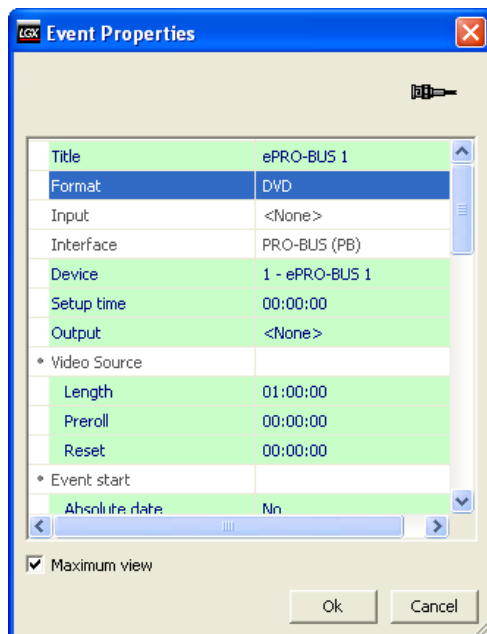 LGX Event Properties
Title ePRO-BUS 1
Format DVD
Input <None>
Interface PRO-BUS (PB)
Device 1 - ePRO-BUS 1
Setup time 00:00:00
Output <None>
Video Source
Length 01:00:00
Preroll 00:00:00
Reset 00:00:00
Event start
Absolute date No
Maximum view
Ok Cancel